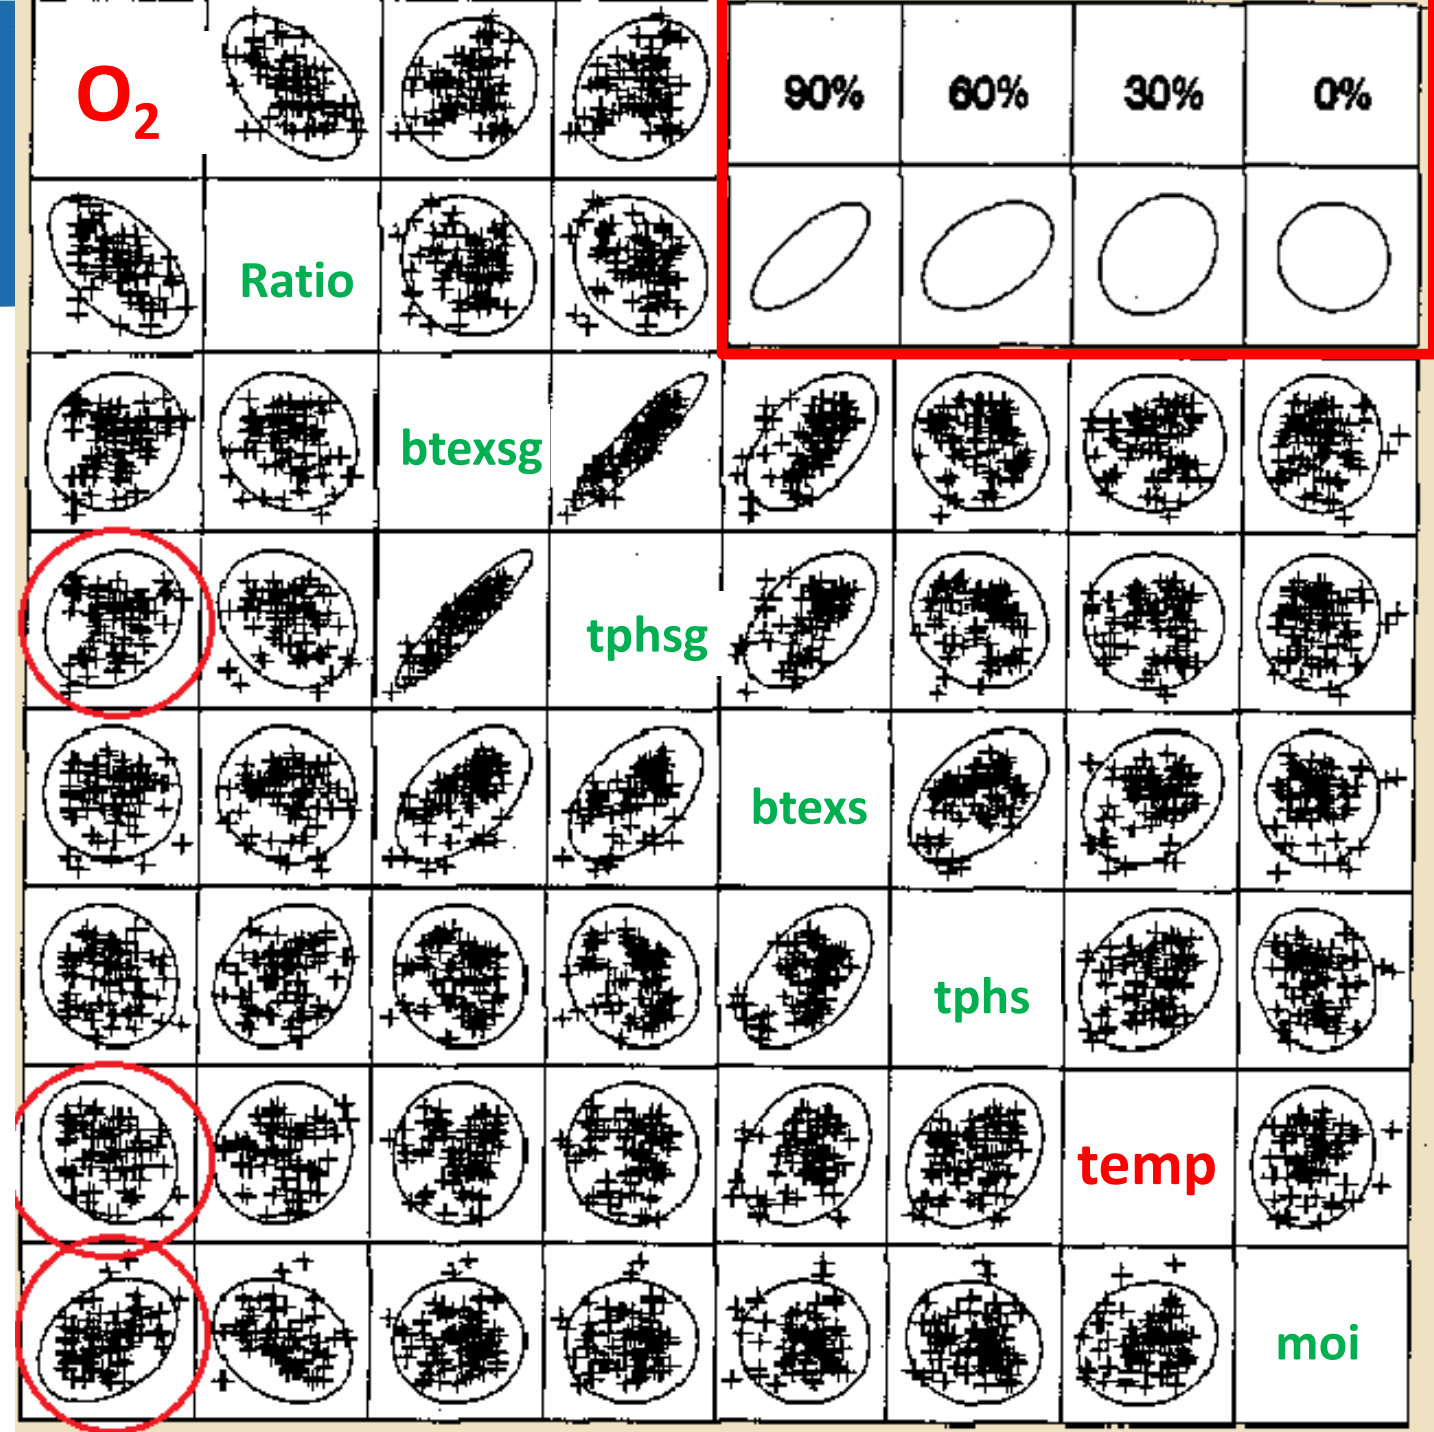 O₂
90% 60% 30% 0%
Ratio
btexsg
tphsg
btexs
tphs
temp
moi